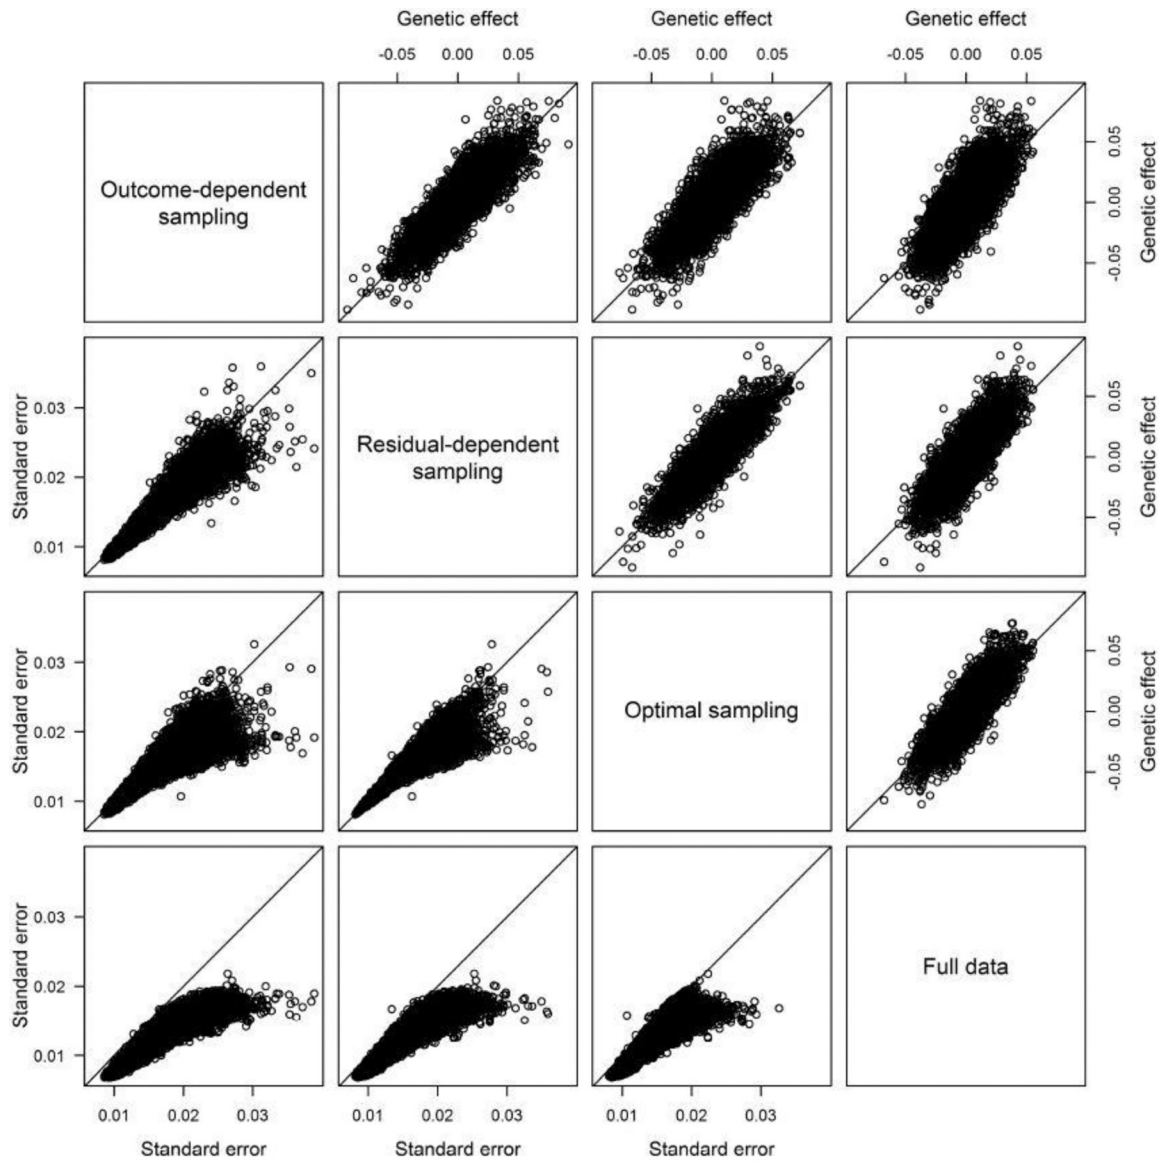 Genetic effect Genetic effect Genetic effect
-0.05 0.00 0.05 -0.05 0.00 0.05 -0.05 0.00 0.05
Outcome-dependent
sampling
0.05
0.00
-0.05
Genetic effect
Standard error
0.03
0.02
0.01
Residual-dependent
sampling
0.05
0.00
-0.05
Genetic effect
Standard error
0.03
0.02
0.01
Optimal sampling
0.05
0.00
-0.05
Genetic effect
Standard error
0.03
0.02
0.01
Full data
0.01 0.02 0.03 0.01 0.02 0.03 0.01 0.02 0.03
Standard error Standard error Standard error